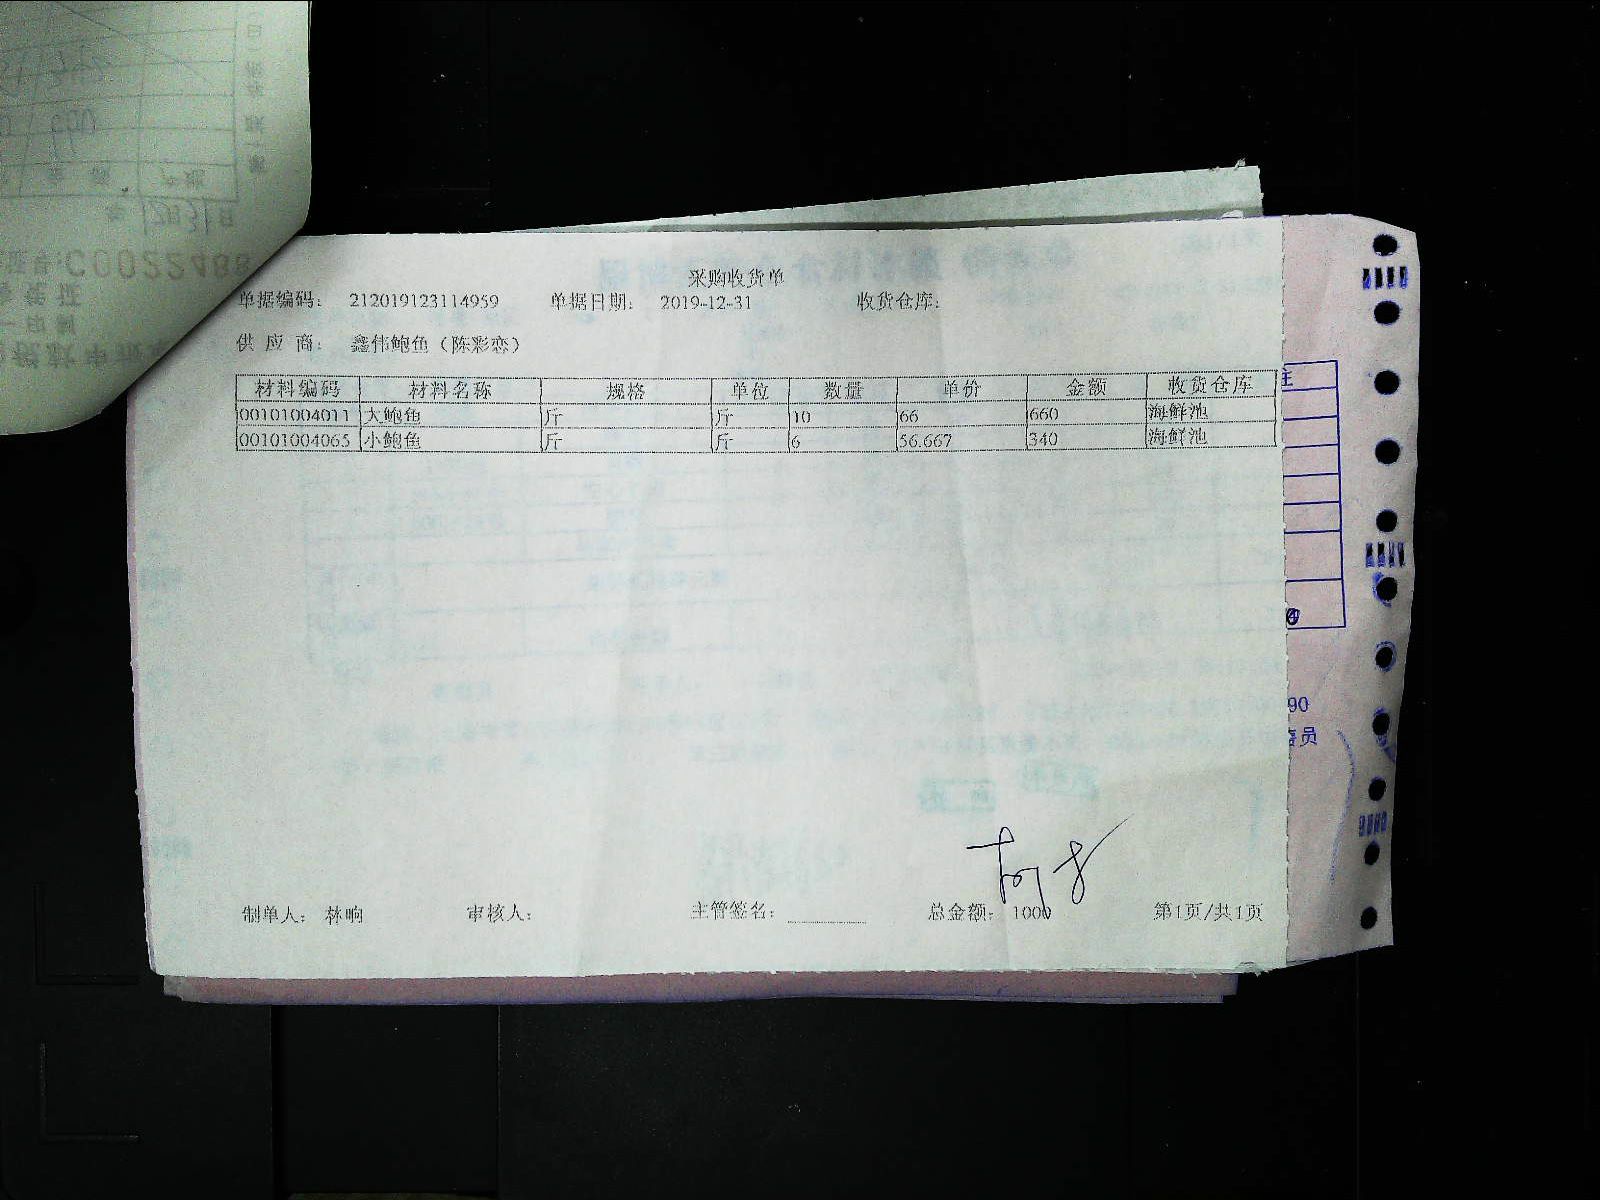 采购收货单
单据编码： 212019123114959 单据日期： 2019-12-31 收货仓库：
供 应 商： 鑫伟鲍鱼（陈彩恋）
材料编码 材料名称 规格 单位 数量 单价 金额 收货仓库
00101004011 大鲍鱼 斤 斤 10 66 660 海鲜池
00101004065 小鲍鱼 斤 斤 6 56.667 340 海鲜池
制单人： 林响 审核人： 主管签名： 总金额： 1000 第1页/共1页
90
员